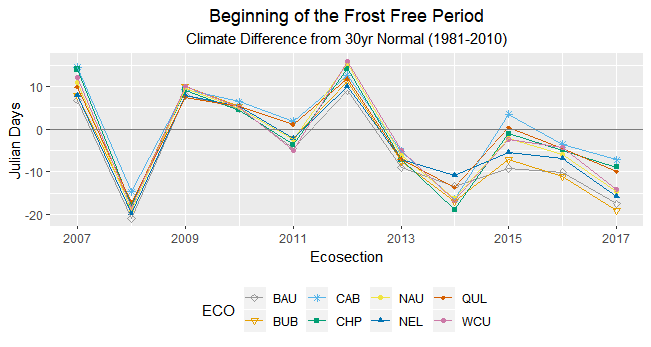 Beginning of the Frost Free Period
Climate Difference from 30yr Normal (1981-2010)
Julian Days
10
0
-10
-20
2007 2009 2011 2013 2015 2017
Ecosection
ECO
BAU CAB NAU QUL
BUB CHP NEL WCU